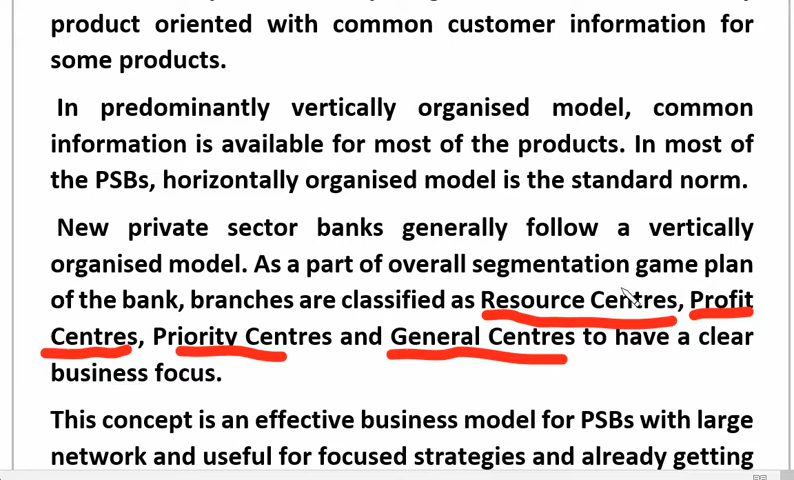 product oriented with common customer information for
some products.
In predominantly vertically organised model, common
information is available for most of the products. In most of
the PSBs, horizontally organised model is the standard norm.
New private sector banks generally follow a vertically
organised model. As a part of overall segmentation game plan
of the bank, branches are classified as Resource Centres, Profit
Centres, Priority Centres and General Centres to have a clear
business focus.
This concept is an effective business model for PSBs with large
network and useful for focused strategies and already getting